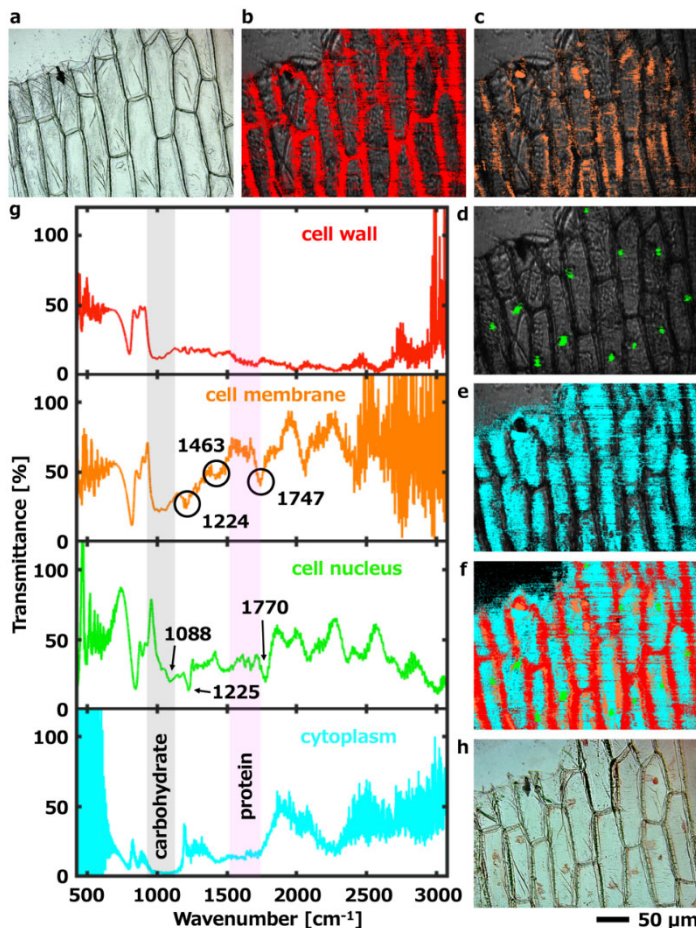 a
b
c
g
100
50
0
cell wall
d
100
50
0
cell membrane
1463
1224
1747
e
Transmittance [%]
100
50
0
cell nucleus
1088
1225
1770
f
100
50
0
cytoplasm
carbohydrate
protein
h
500 1000 1500 2000 2500 3000
Wavenumber [cm⁻¹]
50 µm